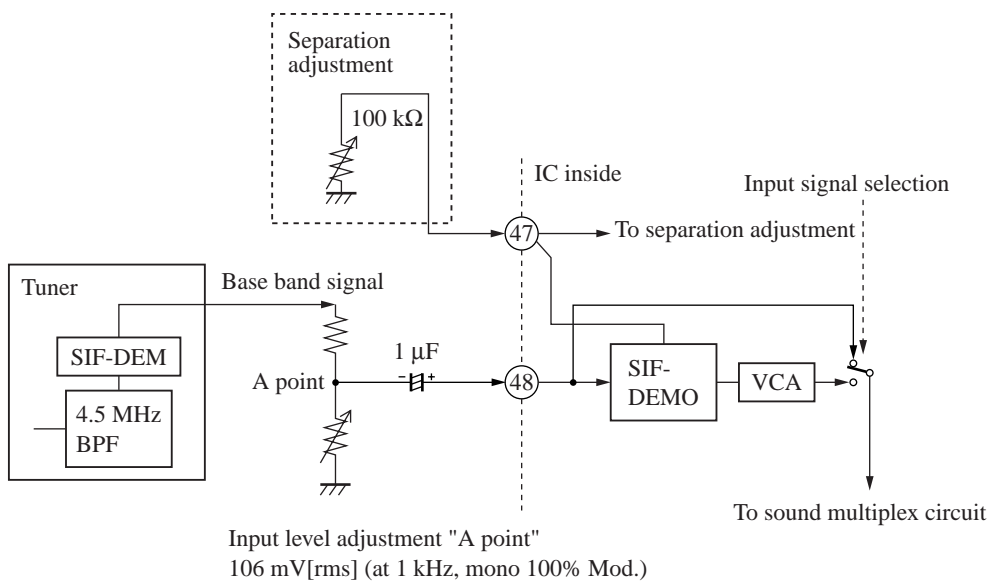 Separation
adjustment
100 kΩ
IC inside
Input signal selection
47
To separation adjustment
Tuner
Base band signal
SIF-DEM
1 μF
− +
A point
48
SIF-
DEMO
VCA
4.5 MHz
BPF
To sound multiplex circuit
Input level adjustment "A point"
106 mV[rms] (at 1 kHz, mono 100% Mod.)